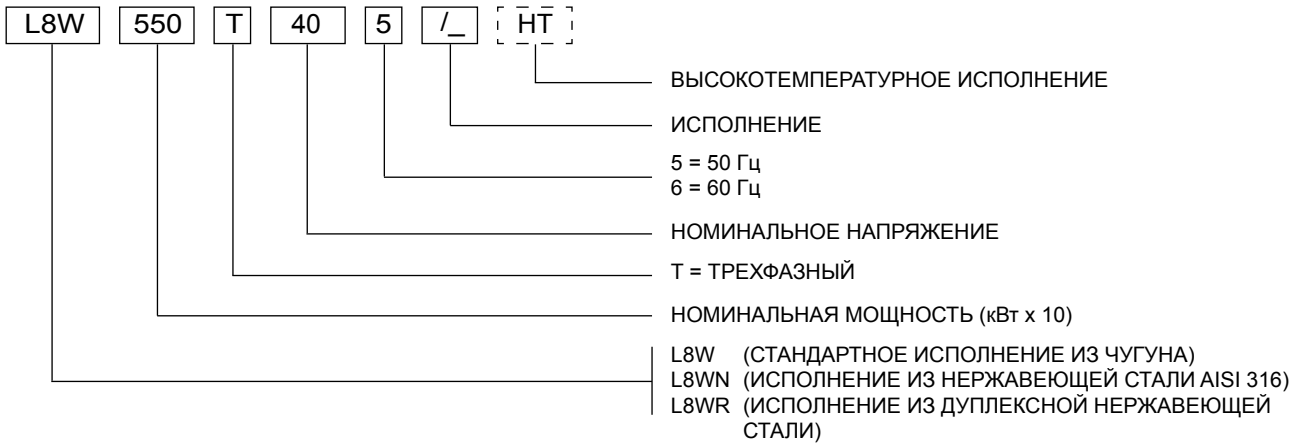 L8W 550 T 40 5 /_ HT
ВЫСОКОТЕМПЕРАТУРНОЕ ИСПОЛНЕНИЕ
ИСПОЛНЕНИЕ
5 = 50 Гц
6 = 60 Гц
НОМИНАЛЬНОЕ НАПРЯЖЕНИЕ
T = ТРЕХФАЗНЫЙ
НОМИНАЛЬНАЯ МОЩНОСТЬ (кВт x 10)
L8W (СТАНДАРТНОЕ ИСПОЛНЕНИЕ ИЗ ЧУГУНА)
L8WN (ИСПОЛНЕНИЕ ИЗ НЕРЖАВЕЮЩЕЙ СТАЛИ AISI 316)
L8WR (ИСПОЛНЕНИЕ ИЗ ДУПЛЕКСНОЙ НЕРЖАВЕЮЩЕЙ
СТАЛИ)